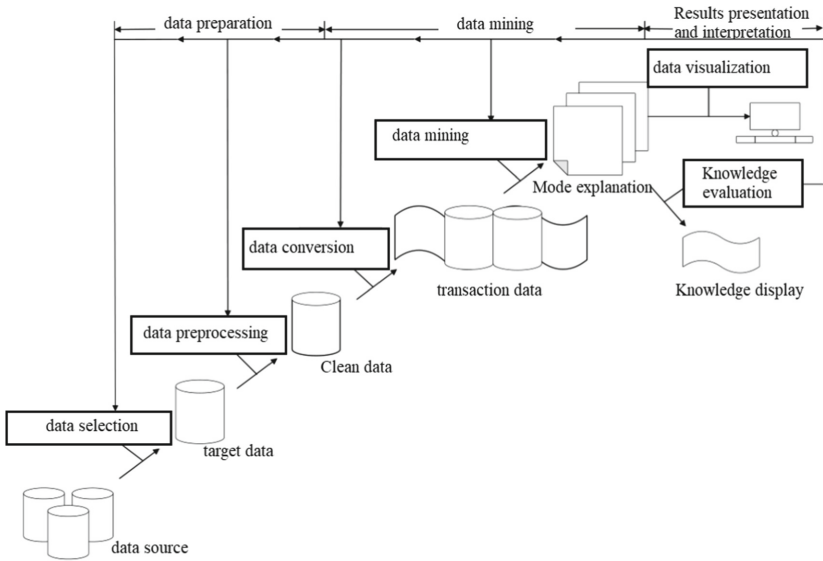 data preparation
data mining
Results presentation
and interpretation
data visualization
data mining
Mode explanation
Knowledge
evaluation
data conversion
transaction data
Knowledge display
data preprocessing
Clean data
data selection
target data
data source